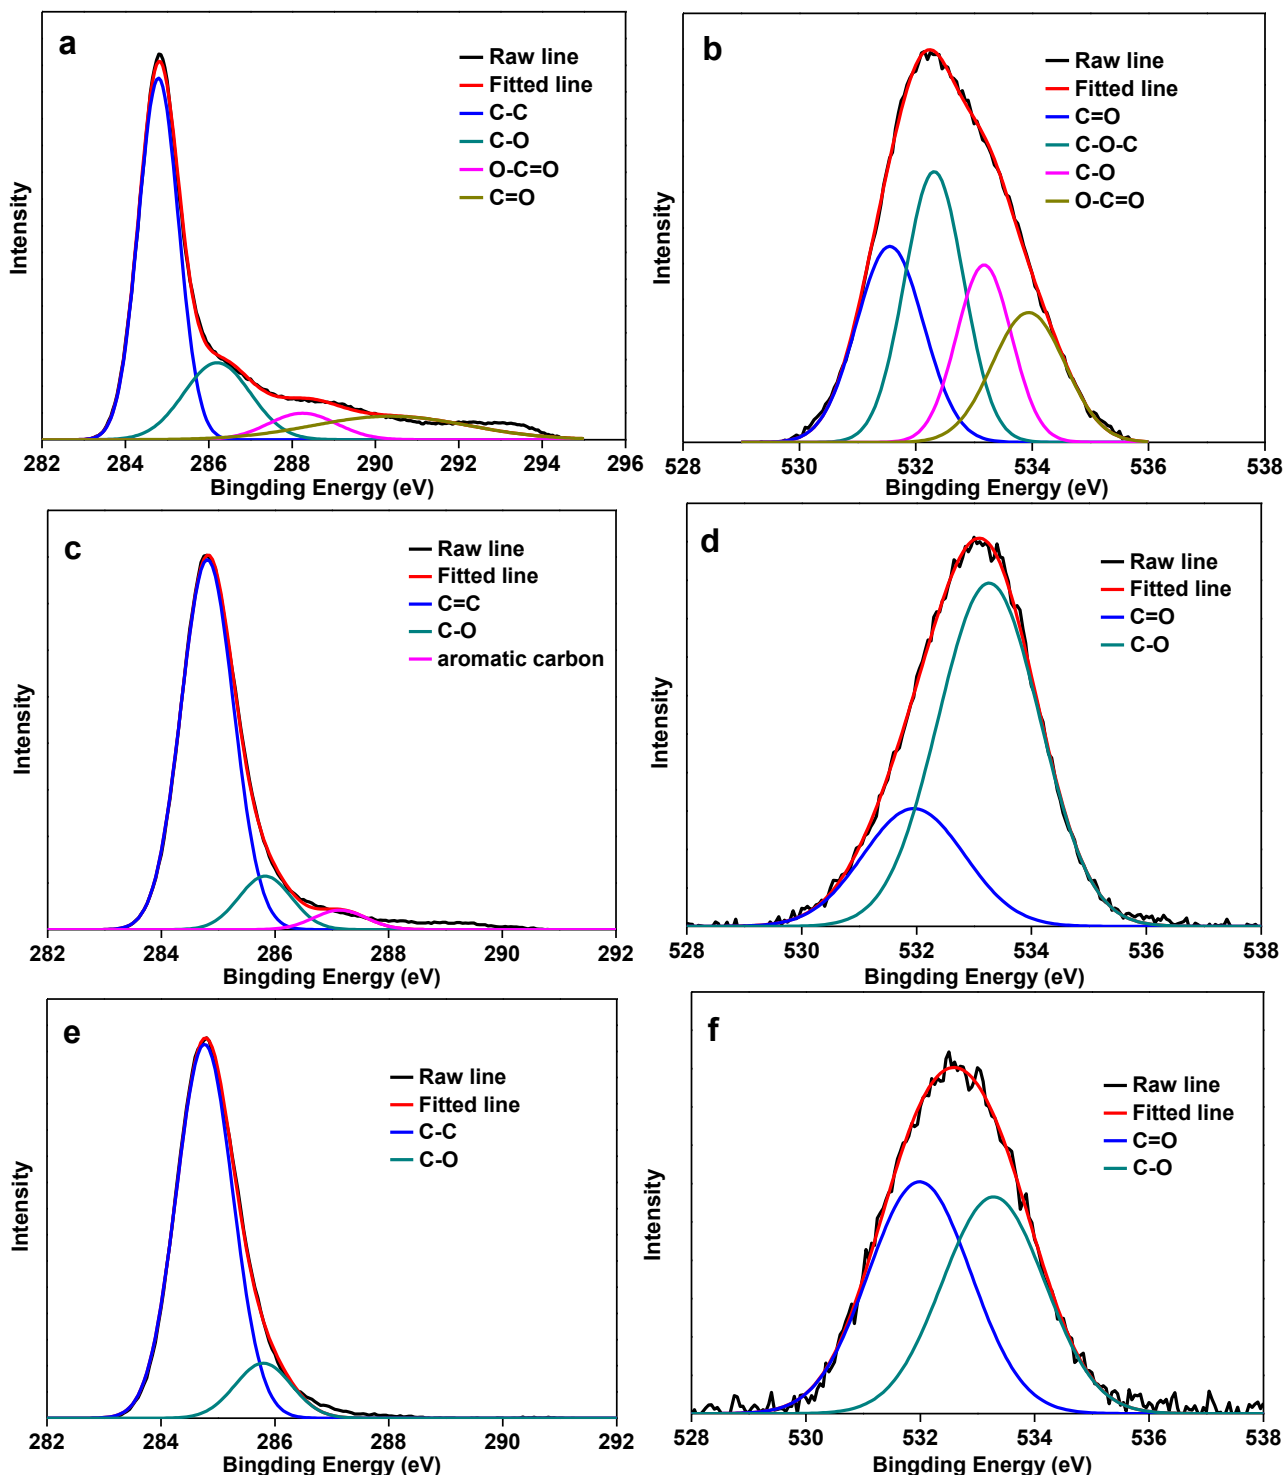 a
Raw line
Fitted line
C-C
C-O
O-C=O
C=O
Intensity
282 284 286 288 290 292 294 296
Bingding Energy (eV)
b
Raw line
Fitted line
C=O
C-O-C
C-O
O-C=O
Intensity
528 530 532 534 536 538
Bingding Energy (eV)
c
Raw line
Fitted line
C=C
C-O
aromatic carbon
Intensity
282 284 286 288 290 292
Bingding Energy (eV)
d
Raw line
Fitted line
C=O
C-O
Intensity
528 530 532 534 536 538
Bingding Energy (eV)
e
Raw line
Fitted line
C-C
C-O
Intensity
282 284 286 288 290 292
Bingding Energy (eV)
f
Raw line
Fitted line
C=O
C-O
Intensity
528 530 532 534 536 538
Bingding Energy (eV)